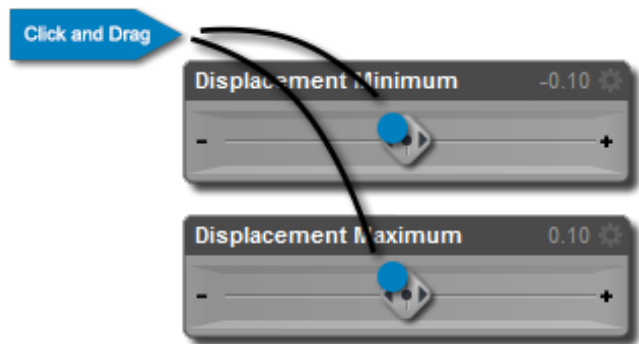 Click and Drag
Displacement Minimum -0.10
- +
Displacement Maximum 0.10
- +